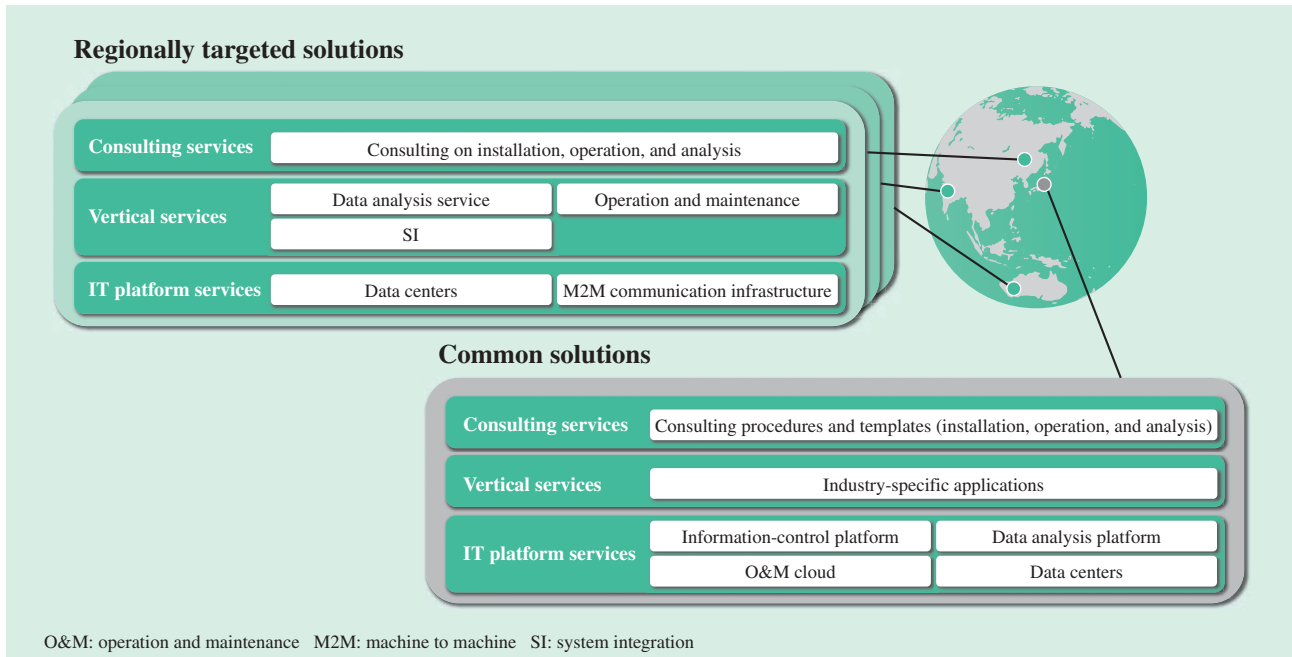 Regionally targeted solutions
Consulting services
Consulting on installation, operation, and analysis
Vertical services
Data analysis service
Operation and maintenance
SI
IT platform services
Data centers
M2M communication infrastructure
Common solutions
Consulting services
Consulting procedures and templates (installation, operation, and analysis)
Vertical services
Industry-specific applications
IT platform services
Information-control platform
Data analysis platform
O&M cloud
Data centers
O&M: operation and maintenance M2M: machine to machine SI: system integration